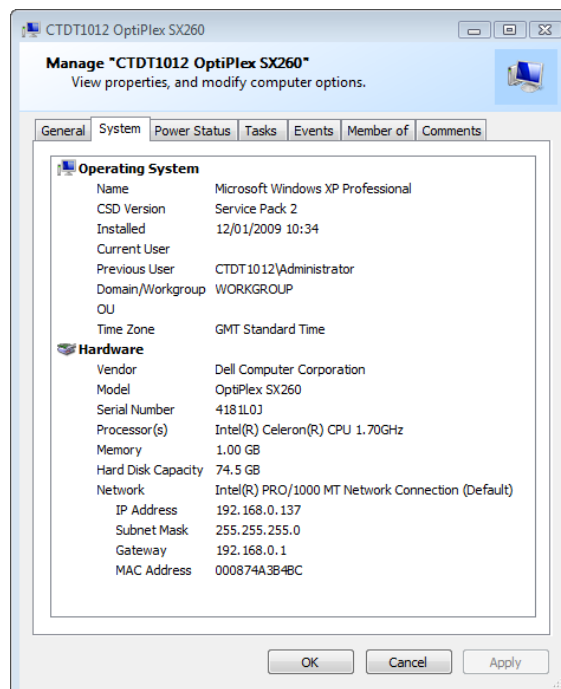 CTDT1012 OptiPlex SX260
Manage "CTDT1012 OptiPlex SX260"
View properties, and modify computer options.
General System Power Status Tasks Events Member of Comments
Operating System
Name Microsoft Windows XP Professional
CSD Version Service Pack 2
Installed 12/01/2009 10:34
Current User
Previous User CTDT1012\Administrator
Domain/Workgroup WORKGROUP
OU
Time Zone GMT Standard Time
Hardware
Vendor Dell Computer Corporation
Model OptiPlex SX260
Serial Number 4181L0J
Processor(s) Intel(R) Celeron(R) CPU 1.70GHz
Memory 1.00 GB
Hard Disk Capacity 74.5 GB
Network Intel(R) PRO/1000 MT Network Connection (Default)
IP Address 192.168.0.137
Subnet Mask 255.255.255.0
Gateway 192.168.0.1
MAC Address 000874A3B4BC
OK Cancel Apply